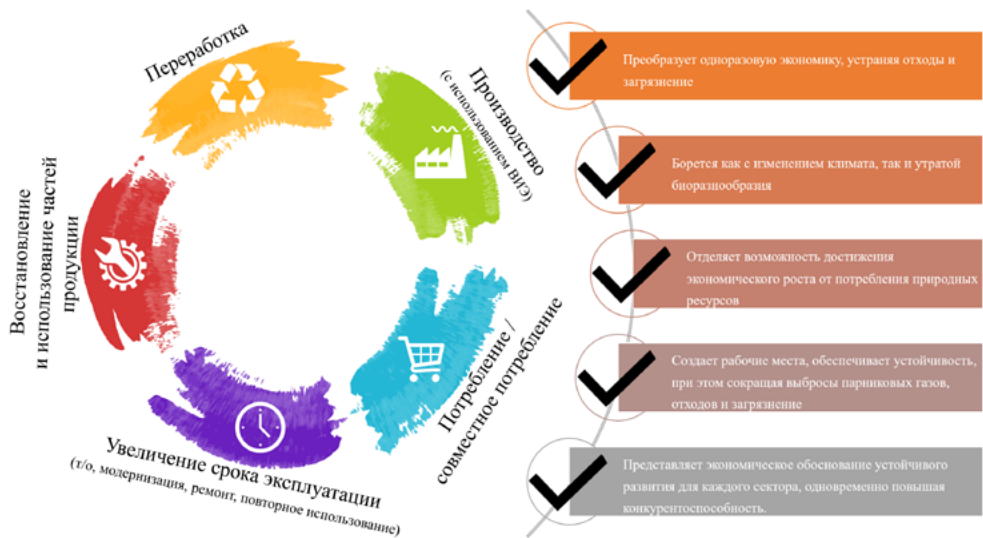 Переработка
Производство
(с использованием ВИЭ)
Потребление /
совместное потребление
Увеличение срока эксплуатации
(т/о, модернизация, ремонт, повторное использование)
Восстановление
и использование частей
продукции
Преобразует одноразовую экономику, устраняя отходы и
загрязнение
Борется как с изменением климата, так и утратой
биоразнообразия
Отделяет возможность достижения
экономического роста от потребления природных
ресурсов
Создает рабочие места, обеспечивает устойчивость,
при этом сокращая выбросы парниковых газов,
отходов и загрязнение
Представляет экономическое обоснование устойчивого
развития для каждого сектора, одновременно повышая
конкурентоспособность.